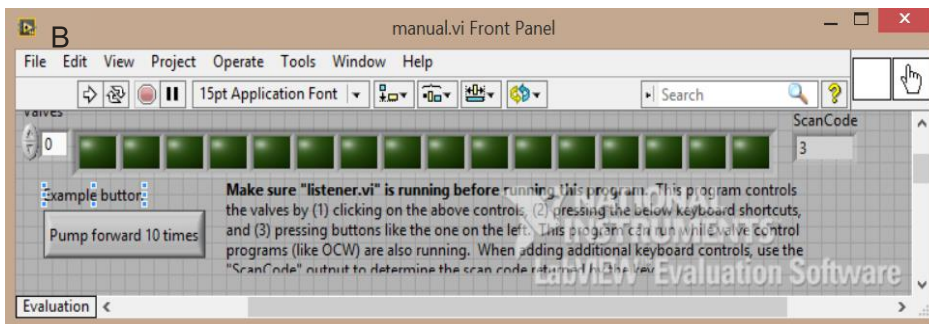 B
manual.vi Front Panel
File Edit View Project Operate Tools Window Help
15pt Application Font
Search
Valves
ScanCode
0
3
Example button
Make sure "listener.vi" is running before running this program. This program controls
the valves by (1) clicking on the above controls, (2) pressing the below keyboard shortcuts,
Pump forward 10 times
and (3) pressing buttons like the one on the left. This program can run while valve control
programs (like OCW) are also running. When adding additional keyboard controls, use the
"ScanCode" output to determine the scan code returned by the key.
NATIONAL
INSTRUMENTS
LabVIEW Evaluation Software
Evaluation